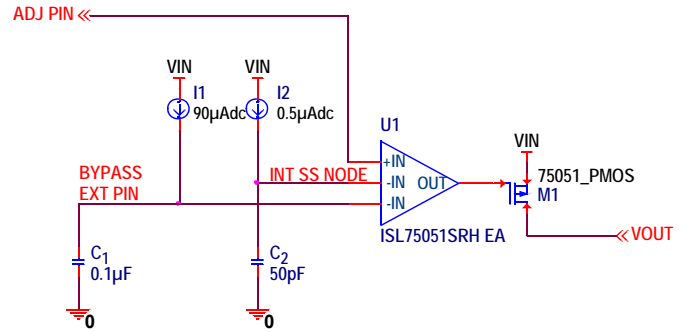 ADJ PIN
VIN
VIN
I1
I2
90µAdc
0.5µAdc
U1
VIN
+IN
BYPASS
EXT PIN
INT SS NODE
-IN
OUT
-IN
75051_PMOS
M1
ISL75051SRH EA
VOUT
C1
0.1µF
C2
50pF
0
0